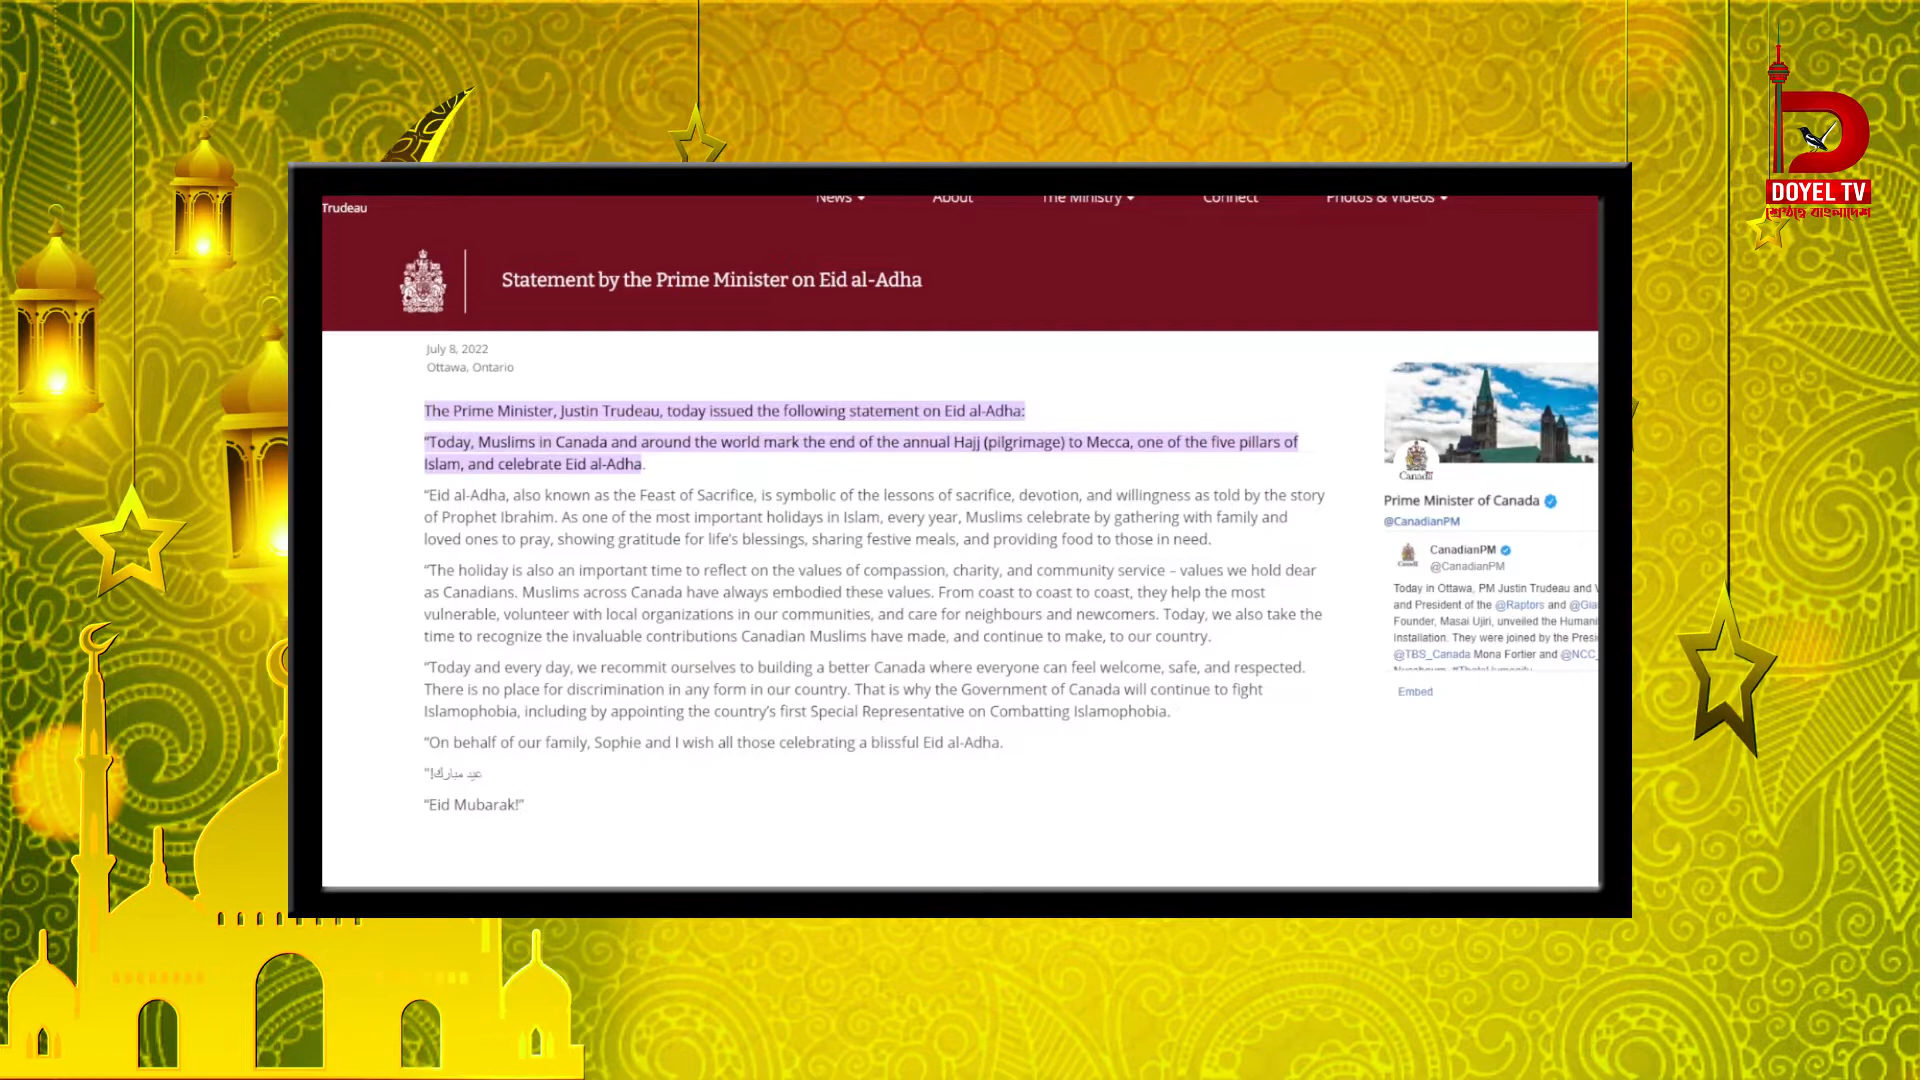 Trudeau
News
About
The Ministry
Connect
Photos & Videos
DOYEL TV
Statement by the Prime Minister on Eid al-Adha
July 8, 2022
Ottawa, Ontario
The Prime Minister, Justin Trudeau, today issued the following statement on Eid al-Adha:
“Today, Muslims in Canada and around the world mark the end of the annual Hajj (pilgrimage) to Mecca, one of the five pillars of
Islam, and celebrate Eid al-Adha.
“Eid al-Adha, also known as the Feast of Sacrifice, is symbolic of the lessons of sacrifice, devotion, and willingness as told by the story
of Prophet Ibrahim. As one of the most important holidays in Islam, every year, Muslims celebrate by gathering with family and
loved ones to pray, showing gratitude for life’s blessings, sharing festive meals, and providing food to those in need.
“The holiday is also an important time to reflect on the values of compassion, charity, and community service – values we hold dear
as Canadians. Muslims across Canada have always embodied these values. From coast to coast to coast, they help the most
vulnerable, volunteer with local organizations in our communities, and care for neighbours and newcomers. Today, we also take the
time to recognize the invaluable contributions Canadian Muslims have made, and continue to make, to our country.
“Today and every day, we recommit ourselves to building a better Canada where everyone can feel welcome, safe, and respected.
There is no place for discrimination in any form in our country. That is why the Government of Canada will continue to fight
Islamophobia, including by appointing the country’s first Special Representative on Combatting Islamophobia.
“On behalf of our family, Sophie and I wish all those celebrating a blissful Eid al-Adha.
“!عيد مبارك
“Eid Mubarak!”
Canada
Prime Minister of Canada
@CanadianPM
CanadianPM
@CanadianPM
Today in Ottawa, PM Justin Trudeau and
and President of the @Raptors and @Gia
Founder, Masai Ujiri, unveiled the Humani
Installation. They were joined by the Presi
@TBS_Canada Mona Fortier and @NCC_
Embed